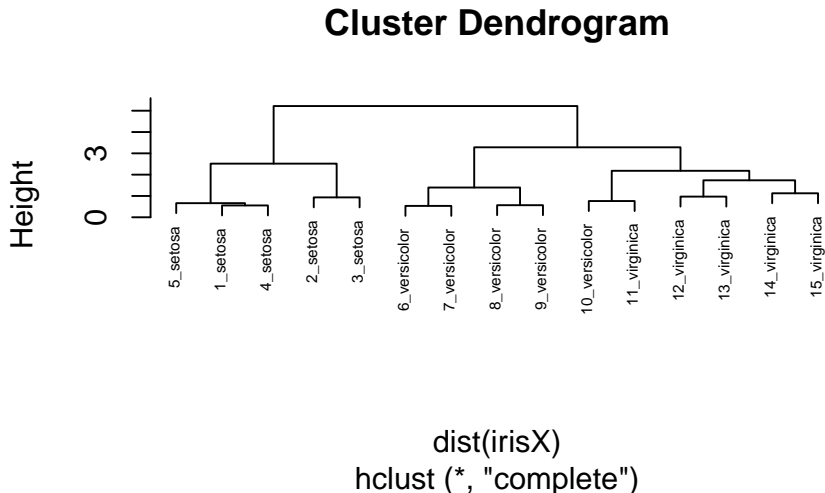 Cluster Dendrogram
Height
0
3
5_setosa
1_setosa
4_setosa
2_setosa
3_setosa
6_versicolor
7_versicolor
8_versicolor
9_versicolor
10_versicolor
11_virginica
12_virginica
13_virginica
14_virginica
15_virginica
dist(irisX)
hclust (*, "complete")